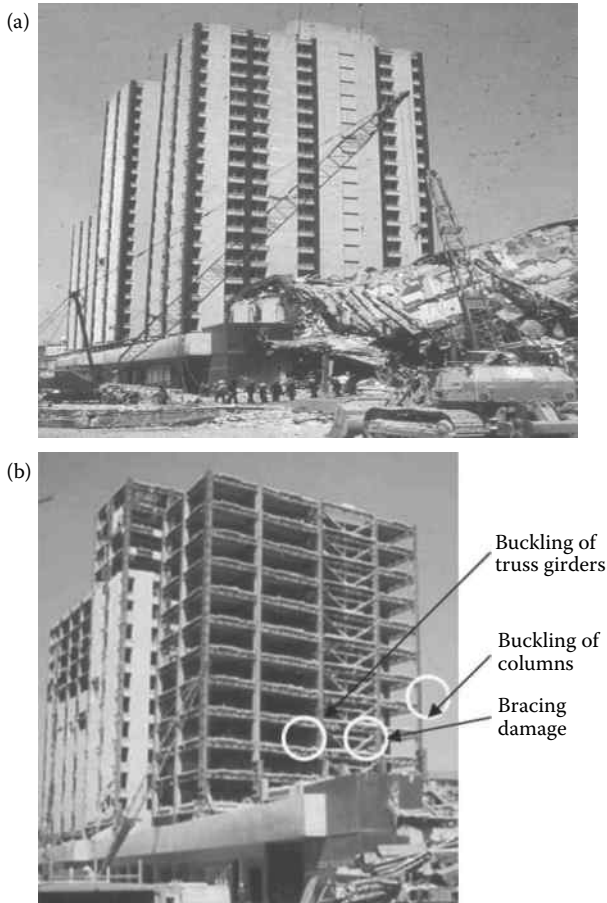 (a)
(b)
Buckling of
truss girders
Buckling of
columns
Bracing
damage